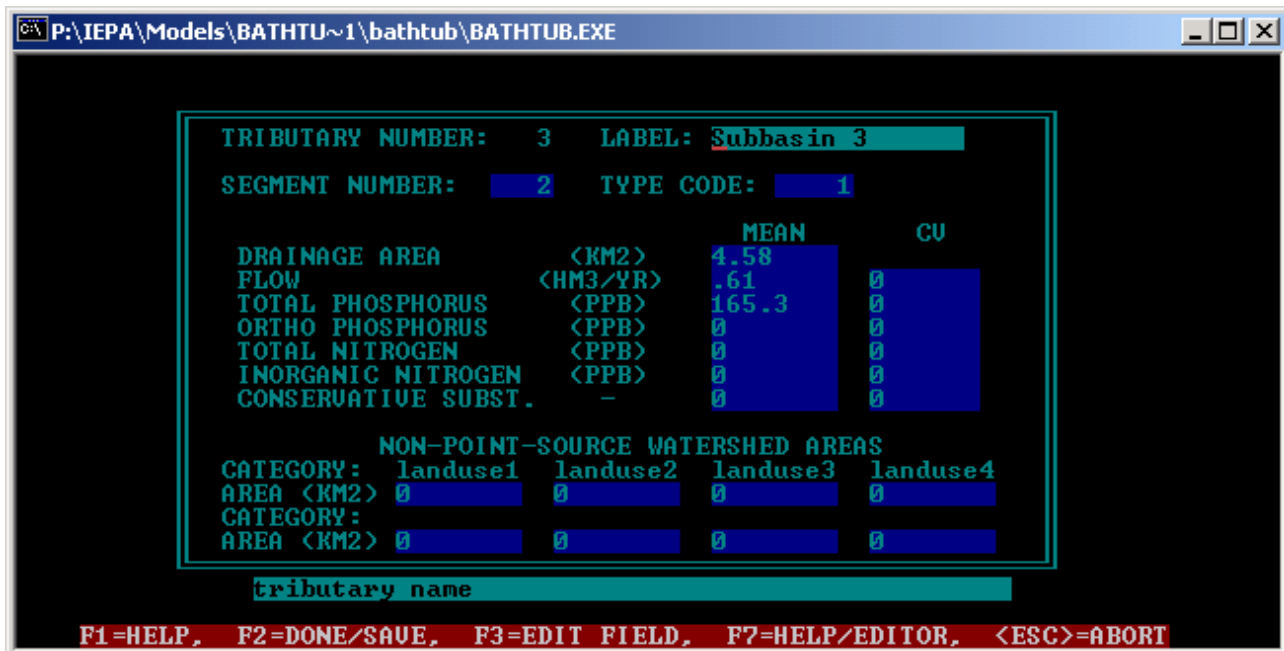 P:\IEPA\Models\BATHTU~1\bathtub\BATHTUB.EXE
TRIBUTARY NUMBER: 3 LABEL: Subbasin 3
SEGMENT NUMBER: 2 TYPE CODE: 1
MEAN CV
DRAINAGE AREA (KM2) 4.58
FLOW (HM3/YR) .61 0
TOTAL PHOSPHORUS (PPB) 165.3 0
ORTHO PHOSPHORUS (PPB) 0 0
TOTAL NITROGEN (PPB) 0 0
INORGANIC NITROGEN (PPB) 0 0
CONSERVATIVE SUBST. - 0 0
NON-POINT-SOURCE WATERSHED AREAS
CATEGORY: landuse1 landuse2 landuse3 landuse4
AREA (KM2) 0 0 0 0
CATEGORY:
AREA (KM2) 0 0 0 0
tributary name
F1=HELP, F2=DONE/SAVE, F3=EDIT FIELD, F7=HELP/EDITOR, <ESC>=ABORT